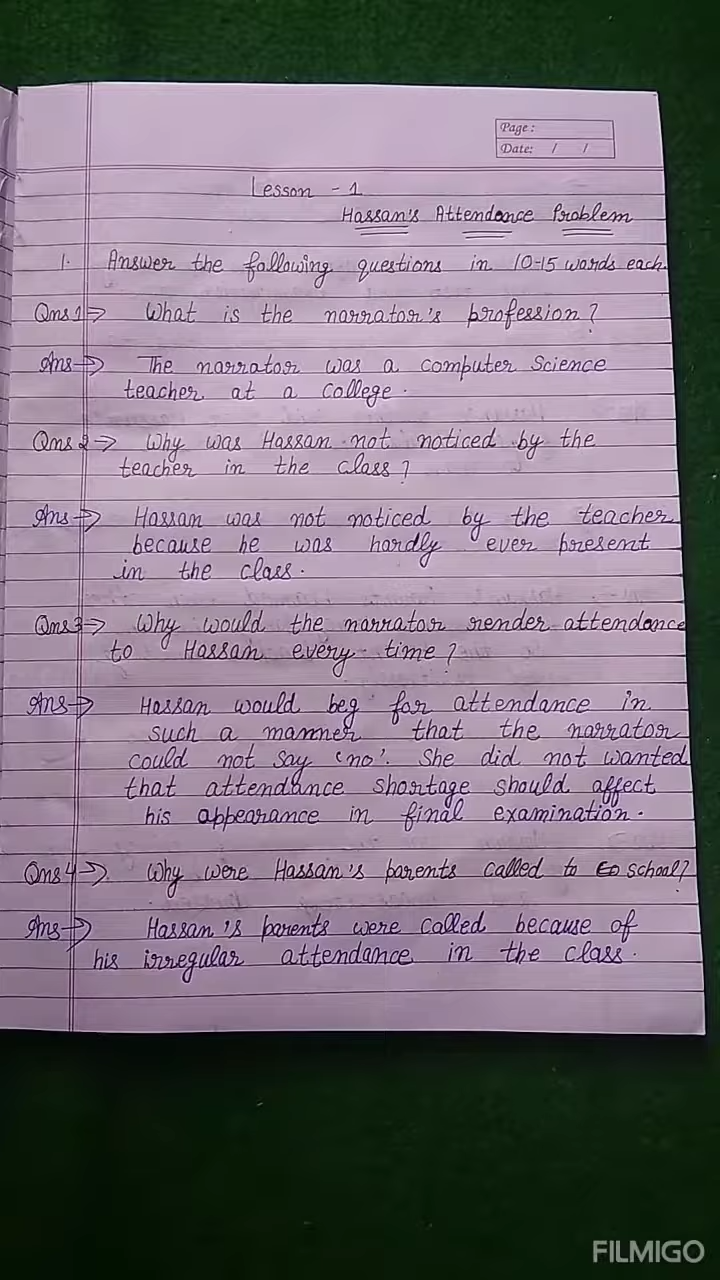 Page :
Date: / /
Lesson - 1
Hassan's Attendance Problem
1. Answer the following questions in 10-15 words each.
Qns 1 ⇒ What is the narrator's profession?
Ans ⇒ The narrator was a computer Science
teacher at a college.
Qns 2 ⇒ Why was Hassan not noticed by the
teacher in the class?
Ans ⇒ Hassan was not noticed by the teacher
because he was hardly ever present
in the class.
Qns 3 ⇒ Why would the narrator render attendance
to Hassan every time?
Ans ⇒ Hassan would beg for attendance in
such a manner that the narrator
could not say 'no'. She did not wanted
that attendance shortage should affect
his appearance in final examination.
Qns 4 ⇒ Why were Hassan's parents called to school?
Ans ⇒ Hassan's parents were called because of
his irregular attendance in the class.
FILMIGO